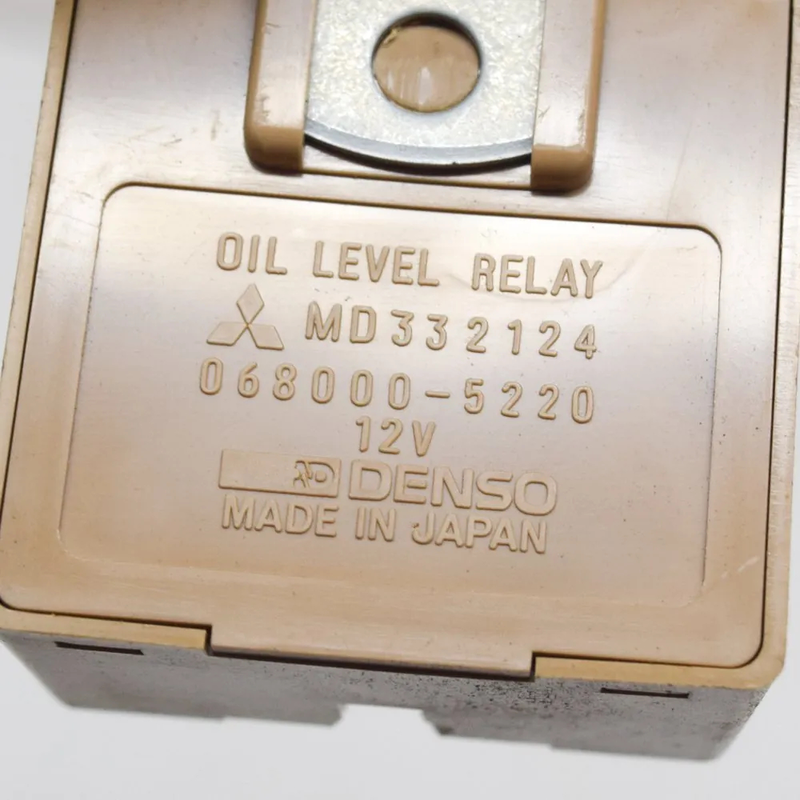 OIL LEVEL RELAY
MD332124
068000-5220
12V
DENSO
MADE IN JAPAN